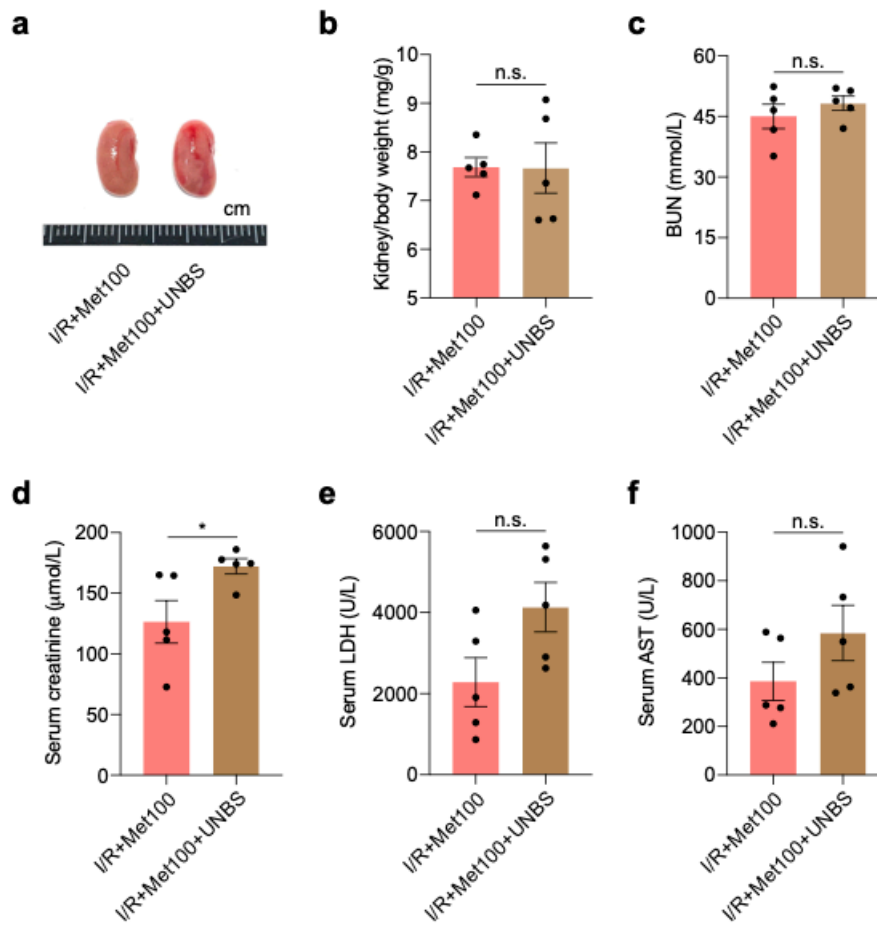 a
cm
I/R+Met100
I/R+Met100+UNBS
b
Kidney/body weight (mg/g)
10
9
8
7
6
5
n.s.
I/R+Met100
I/R+Met100+UNBS
c
BUN (mmol/L)
60
45
30
15
0
n.s.
I/R+Met100
I/R+Met100+UNBS
d
Serum creatinine (μmol/L)
200
150
100
50
0
*
I/R+Met100
I/R+Met100+UNBS
e
Serum LDH (U/L)
6000
4000
2000
0
n.s.
I/R+Met100
I/R+Met100+UNBS
f
Serum AST (U/L)
1000
800
600
400
200
0
n.s.
I/R+Met100
I/R+Met100+UNBS